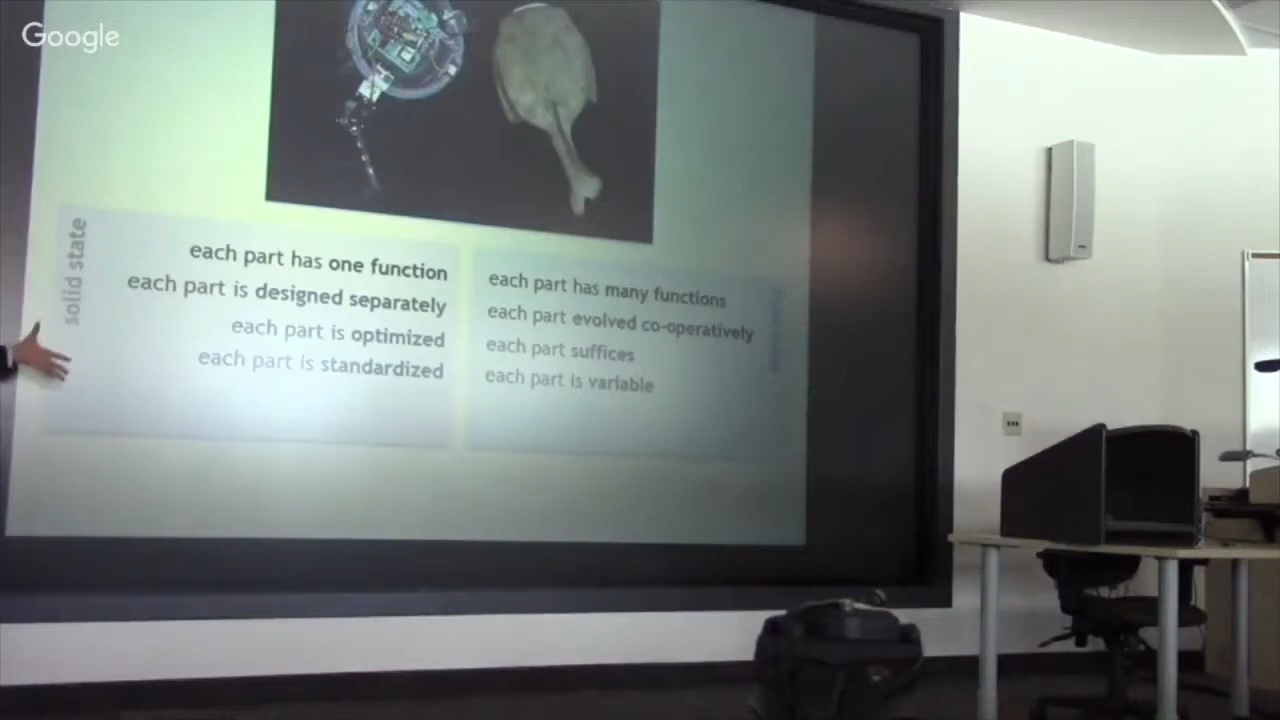 Google
solid state
each part has one function
each part is designed separately
each part is optimized
each part is standardized
each part has many functions
each part evolved co-operatively
each part suffices
each part is variable